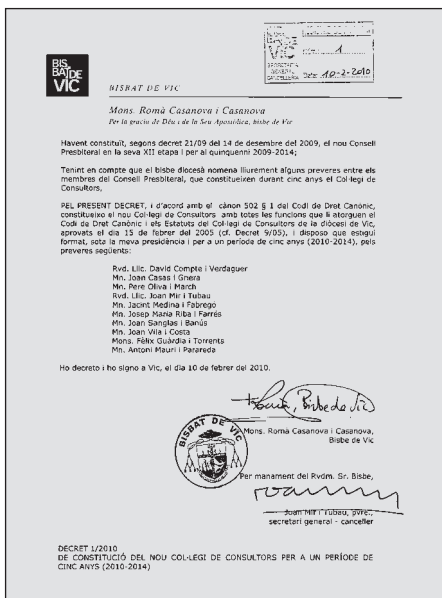 BIS
BAT DE
VIC
BISBAT DE VIC
VIC
SECRETARIA
GENERAL
CANCELLERIA
1
Data: 10-2-2010
Mons. Romà Casanova i Casanova
Per la gràcia de Déu i de la Seu Apostòlica, bisbe de Vic
Havent constituït, segons decret 21/09 del 14 de desembre del 2009, el nou Consell
Presbiteral en la seva XII etapa i per al quinquenni 2009-2014;
Tenint en compte que el bisbe diocesà nomena lliurement alguns preveres entre els
membres del Consell Presbiteral, que constitueixen durant cinc anys el Col·legi de
Consultors,
PEL PRESENT DECRET, i d'acord amb el cànon 502 § 1 del Codi de Dret Canònic,
constitueixo el nou Col·legi de Consultors amb totes les funcions que li atorguen el
Codi de Dret Canònic i els Estatuts del Col·legi de Consultors de la diòcesi de Vic,
aprovats el dia 15 de febrer del 2005 (cf. Decret 9/05), i disposo que estigui
format, sota la meva presidència i per a un període de cinc anys (2010-2014), pels
preveres següents:
Rvd. Llic. David Compte i Verdaguer
Mn. Joan Casas i Griera
Mn. Pere Oliva i March
Rvd. Llic. Joan Mir i Tubau
Mn. Jacint Medina i Fàbregó
Mn. Josep Maria Riba i Farrés
Mn. Joan Sanglas i Banús
Mn. Joan Vila i Costa
Mons. Fèlix Guàrdia i Torrents
Mn. Antoni Mauri i Parareda
Ho decreto i ho signo a Vic, el dia 10 de febrer del 2010.
Bisbe de Vic
BISBAT DE VIC
Mons. Romà Casanova i Casanova,
Bisbe de Vic
Per manament del Rvdm. Sr. Bisbe,
Joan Mir i Tubau, pvre.,
secretari general - canceller
DECRET 1/2010
DE CONSTITUCIÓ DEL NOU COL·LEGI DE CONSULTORS PER A UN PERÍODE DE
CINC ANYS (2010-2014)